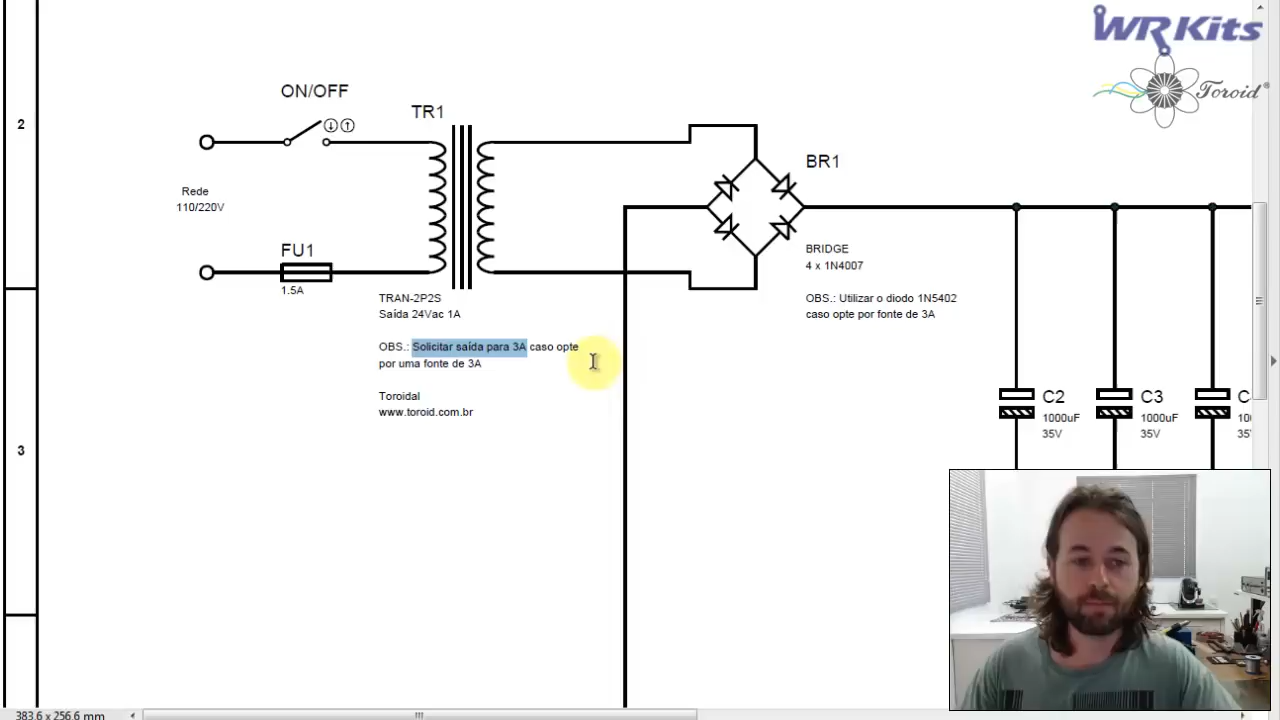 WR Kits
Toroid®
2
ON/OFF
TR1
Rede
110/220V
FU1
1.5A
TRAN-2P2S
Saída 24Vac 1A
OBS.: Solicitar saída para 3A caso opte
por uma fonte de 3A
Toroidal
www.toroid.com.br
BR1
BRIDGE
4 x 1N4007
OBS.: Utilizar o diodo 1N5402
caso opte por fonte de 3A
C2
1000uF
35V
C3
1000uF
35V
3
383.6 x 256.6 mm